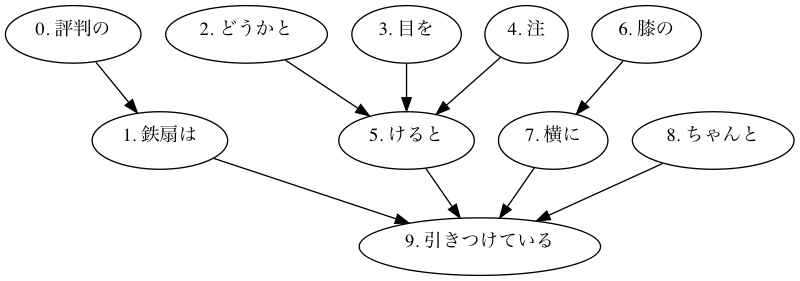 0. 評判の
2. どうかと
3. 目を
4. 注
6. 膝の
1. 鉄扇は
5. けると
7. 横に
8. ちゃんと
9. 引きつけている